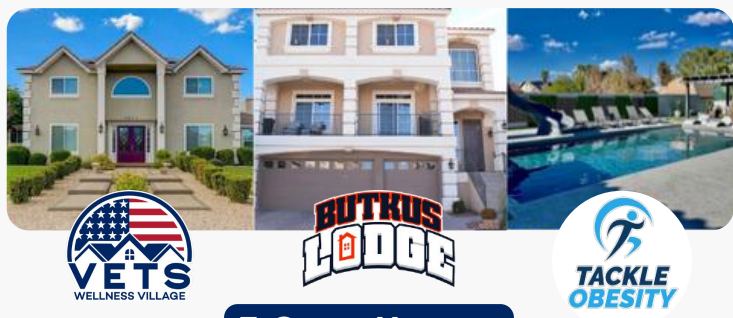 VETS
WELLNESS VILLAGE
BUTKUS
LODGE
TACKLE
OBESITY